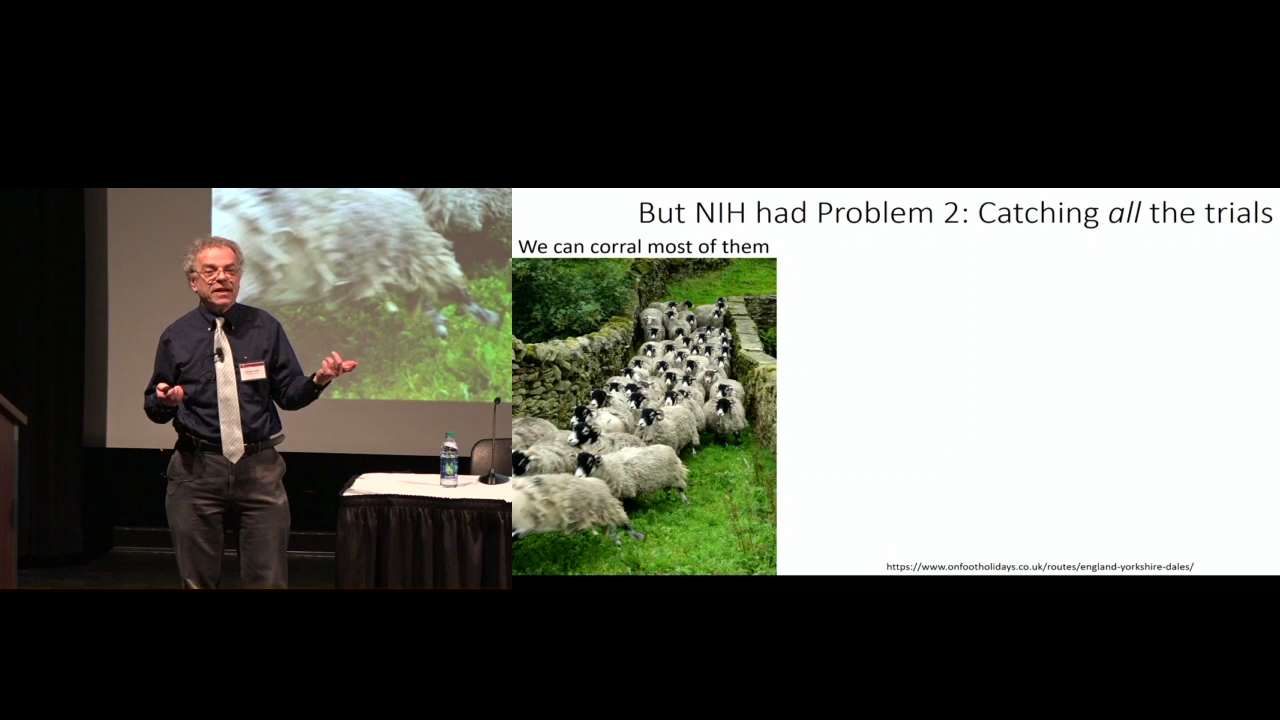 But NIH had Problem 2: Catching all the trials
We can corral most of them
https://www.onfootholidays.co.uk/routes/england-yorkshire-dales/